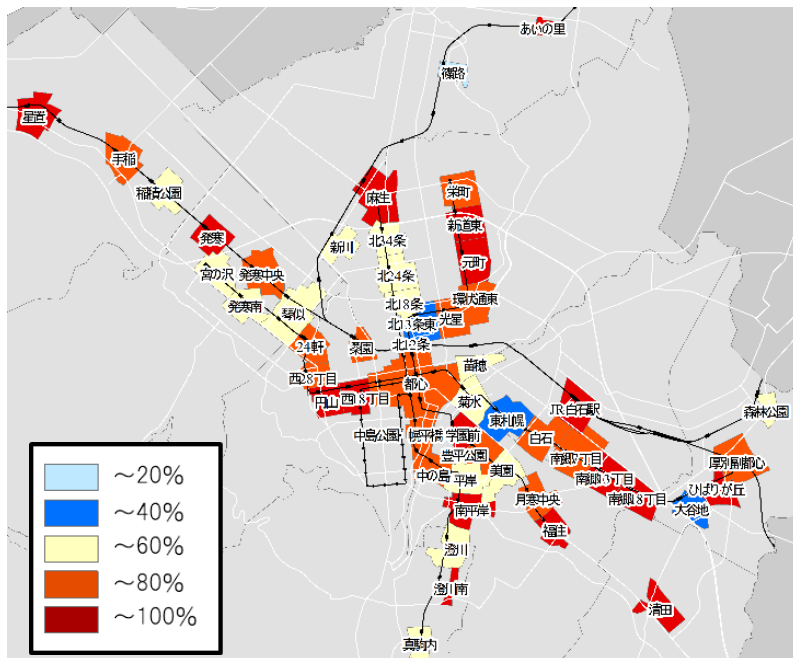 あいの里
篠路
星置
手稲
稲積公園
麻生
栄町
新道東
発寒
新川
北34条
宮の沢
発寒中央
元町
北24条
発寒南
琴似
北18条
環状通東
北13条東
光星
24軒
桑園
北12条
西28丁目
苗穂
都心
円山
西18丁目
菊水
JR白石駅
森林公園
東札幌
中島公園
幌平橋
学園前
白石
豊平公園
南郷7丁目
厚別副都心
中の島
平岸
美園
南郷13丁目
ひばりが丘
月寒中央
南郷18丁目
大谷地
南平岸
福住
澄川
澄川南
清田
真駒内
～20%
～40%
～60%
～80%
～100%